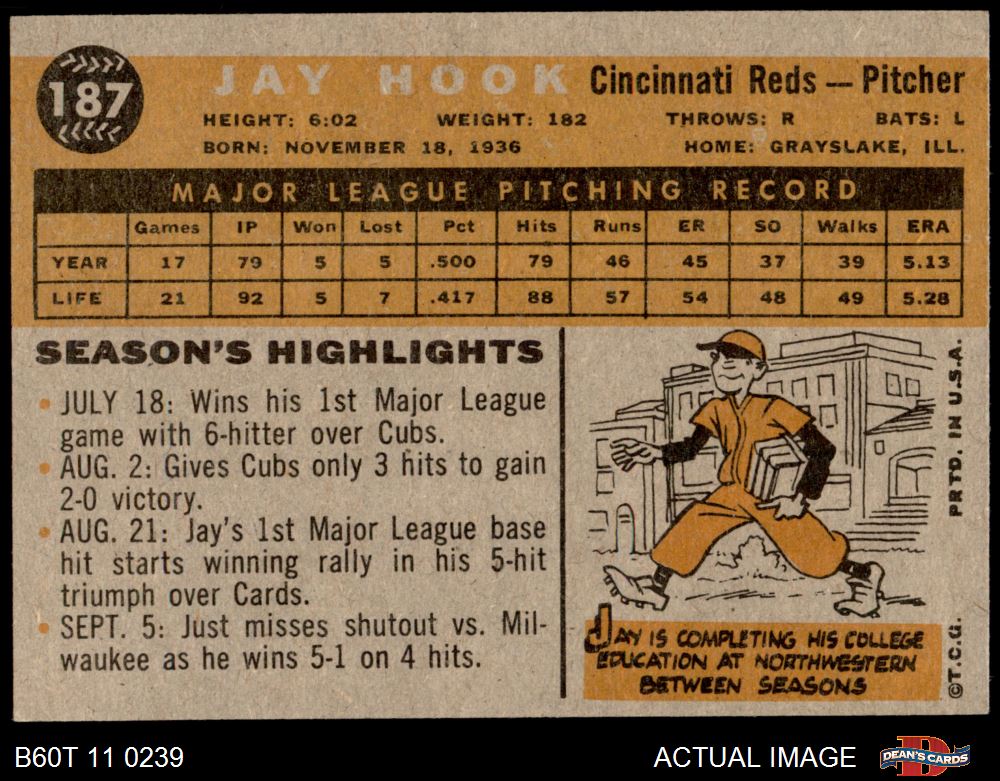 187
JAY HOOK Cincinnati Reds — Pitcher
HEIGHT: 6:02 WEIGHT: 182 THROWS: R BATS: L
BORN: NOVEMBER 18, 1936 HOME: GRAYSLAKE, ILL.
MAJOR LEAGUE PITCHING RECORD
Games IP Won Lost Pct Hits Runs ER SO Walks ERA
YEAR 17 79 5 5 .500 79 46 45 37 39 5.13
LIFE 21 92 5 7 .417 88 57 54 48 49 5.28
SEASON'S HIGHLIGHTS
• JULY 18: Wins his 1st Major League
game with 6-hitter over Cubs.
• AUG. 2: Gives Cubs only 3 hits to gain
2-0 victory.
• AUG. 21: Jay's 1st Major League base
hit starts winning rally in his 5-hit
triumph over Cards.
• SEPT. 5: Just misses shutout vs. Mil-
waukee as he wins 5-1 on 4 hits.
JAY IS COMPLETING HIS COLLEGE
EDUCATION AT NORTHWESTERN
BETWEEN SEASONS
©T.C.G. PRTD. IN U.S.A.
B60T 11 0239 ACTUAL IMAGE DEAN'S CARDS